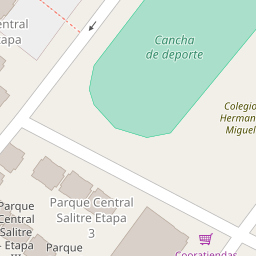 Central
Etapa
Cancha
de deporte
Colegio
Herman
Miguel
Parque Central
Salitre Etapa
3
Parque
Central
Salitre
- Etapa
III
Parque
Cooratiendas